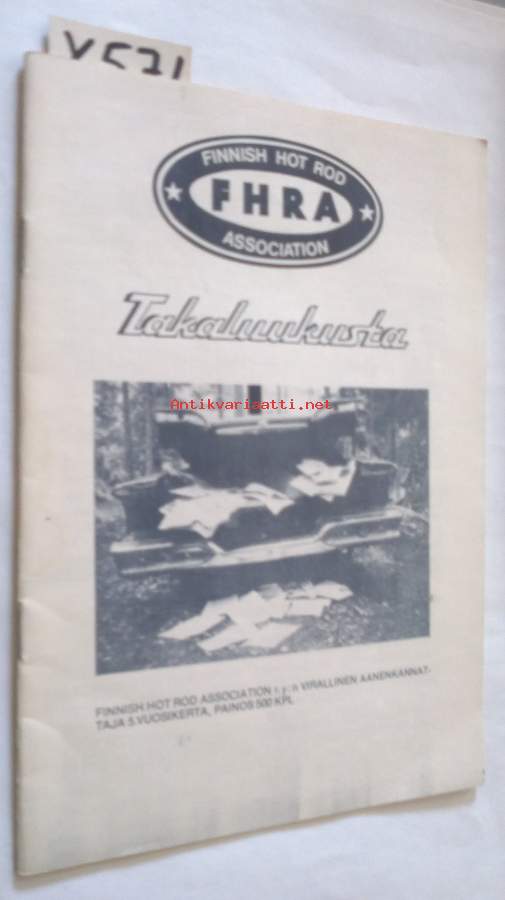 X571
FINNISH HOT ROD
FHRA
ASSOCIATION
Takaluukusta
Antikvariaatti.net
FINNISH HOT ROD ASSOCIATION r.y:n VIRALLINEN ÄÄNENKANNAT-
TAJA 5.VUOSIKERTA, PAINOS 500 KPL